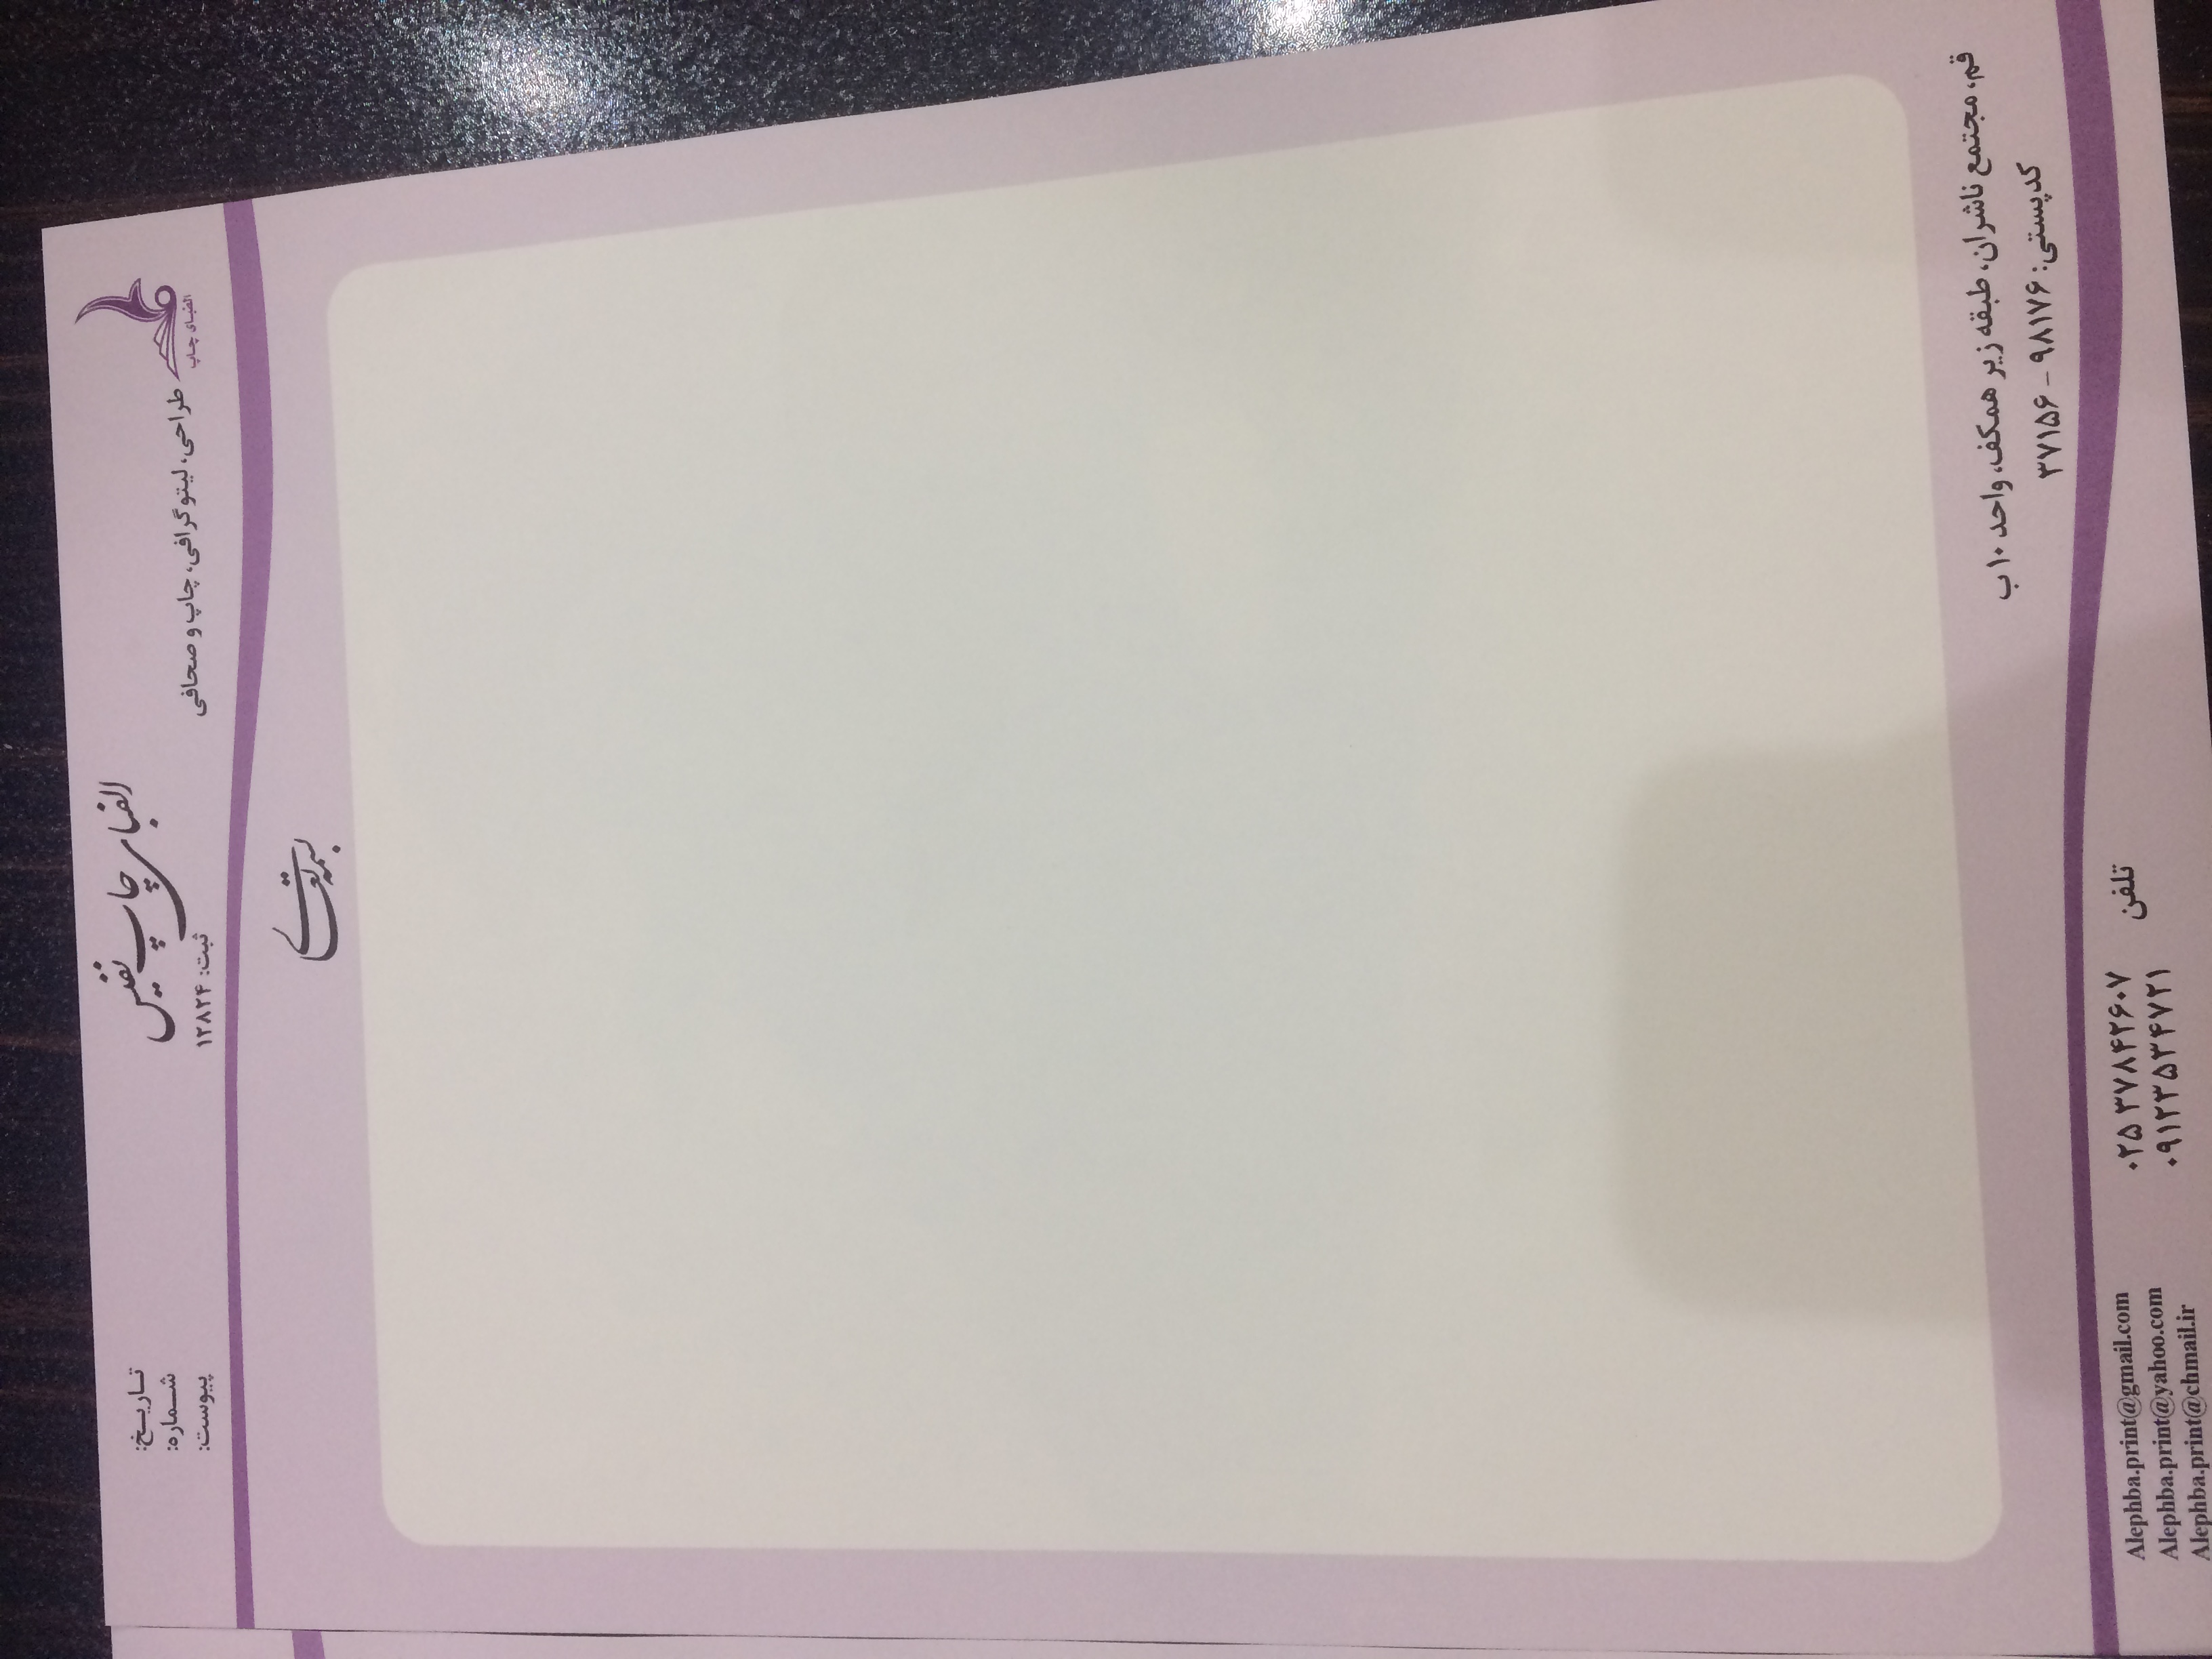 الفبای چاپ
طراحی، لیتوگرافی، چاپ و صحافی
الفبای چاپ نفیس
ثبت: ۱۲۸۲۴
تـاریـخ:
شـمـاره:
پیوست:
بسمه تعالی
قم، مجتمع ناشران، طبقه زیر همکف، واحد ۱۰ ب
کدپستی: ۹۸۱۷۶ - ۳۷۱۵۶
تلفن
۰۲۵ ۳۷۸۴۲۶۰۷
۰۹۱۲۳۵۳۴۷۲۱
Alephba.print@gmail.com
Alephba.print@yahoo.com
Alephba.print@chmail.ir